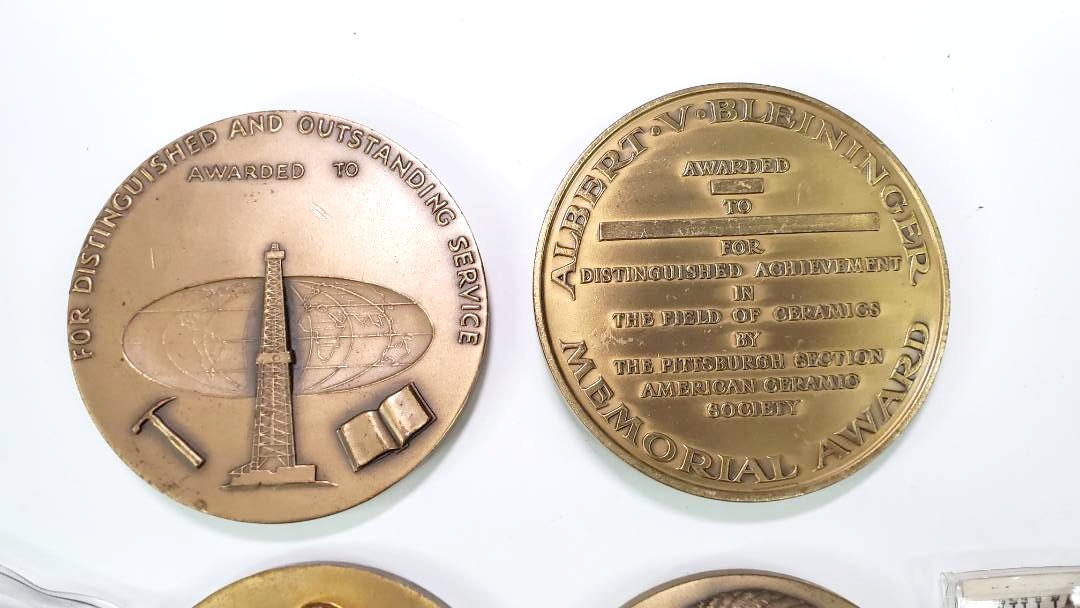 FOR DISTINGUISHED AND OUTSTANDING SERVICE
AWARDED TO
ALBERT · V · BLEININGER
AWARDED
TO
FOR
DISTINGUISHED ACHIEVEMENT
IN
THE FIELD OF CERAMICS
BY
THE PITTSBURGH SECTION
AMERICAN CERAMIC
SOCIETY
MEMORIAL AWARD